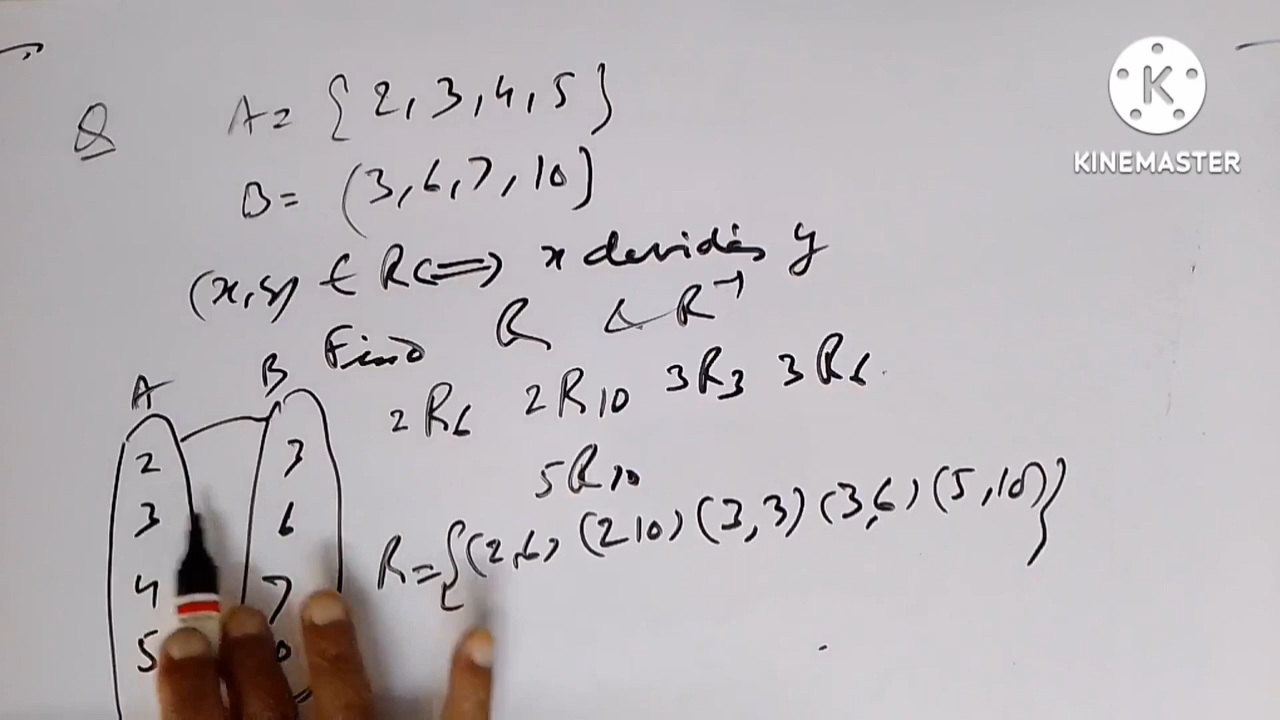 Q A = { 2, 3, 4, 5 }
B = (3, 6, 7, 10}
(x, y) ∈ R ⟺ x devides y
Find R & R⁻¹
2R6 2R10 3R3 3R6.
5R10
R = {(2,6) (2 10) (3,3) (3,6) (5,10)}
A B
2 3
3 6
4 7
5
KINEMASTER